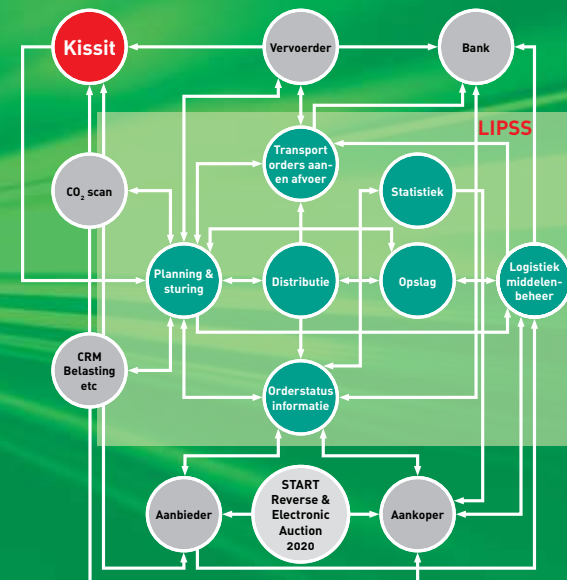 Kissit
Vervoerder
Bank
LIPSS
Transport
orders aan-
en afvoer
CO₂ scan
Statistiek
Planning &
sturing
Distributie
Opslag
Logistiek
middelen-
beheer
CRM
Belasting
etc
Orderstatus
informatie
Aanbieder
START
Reverse &
Electronic
Auction
2020
Aankoper